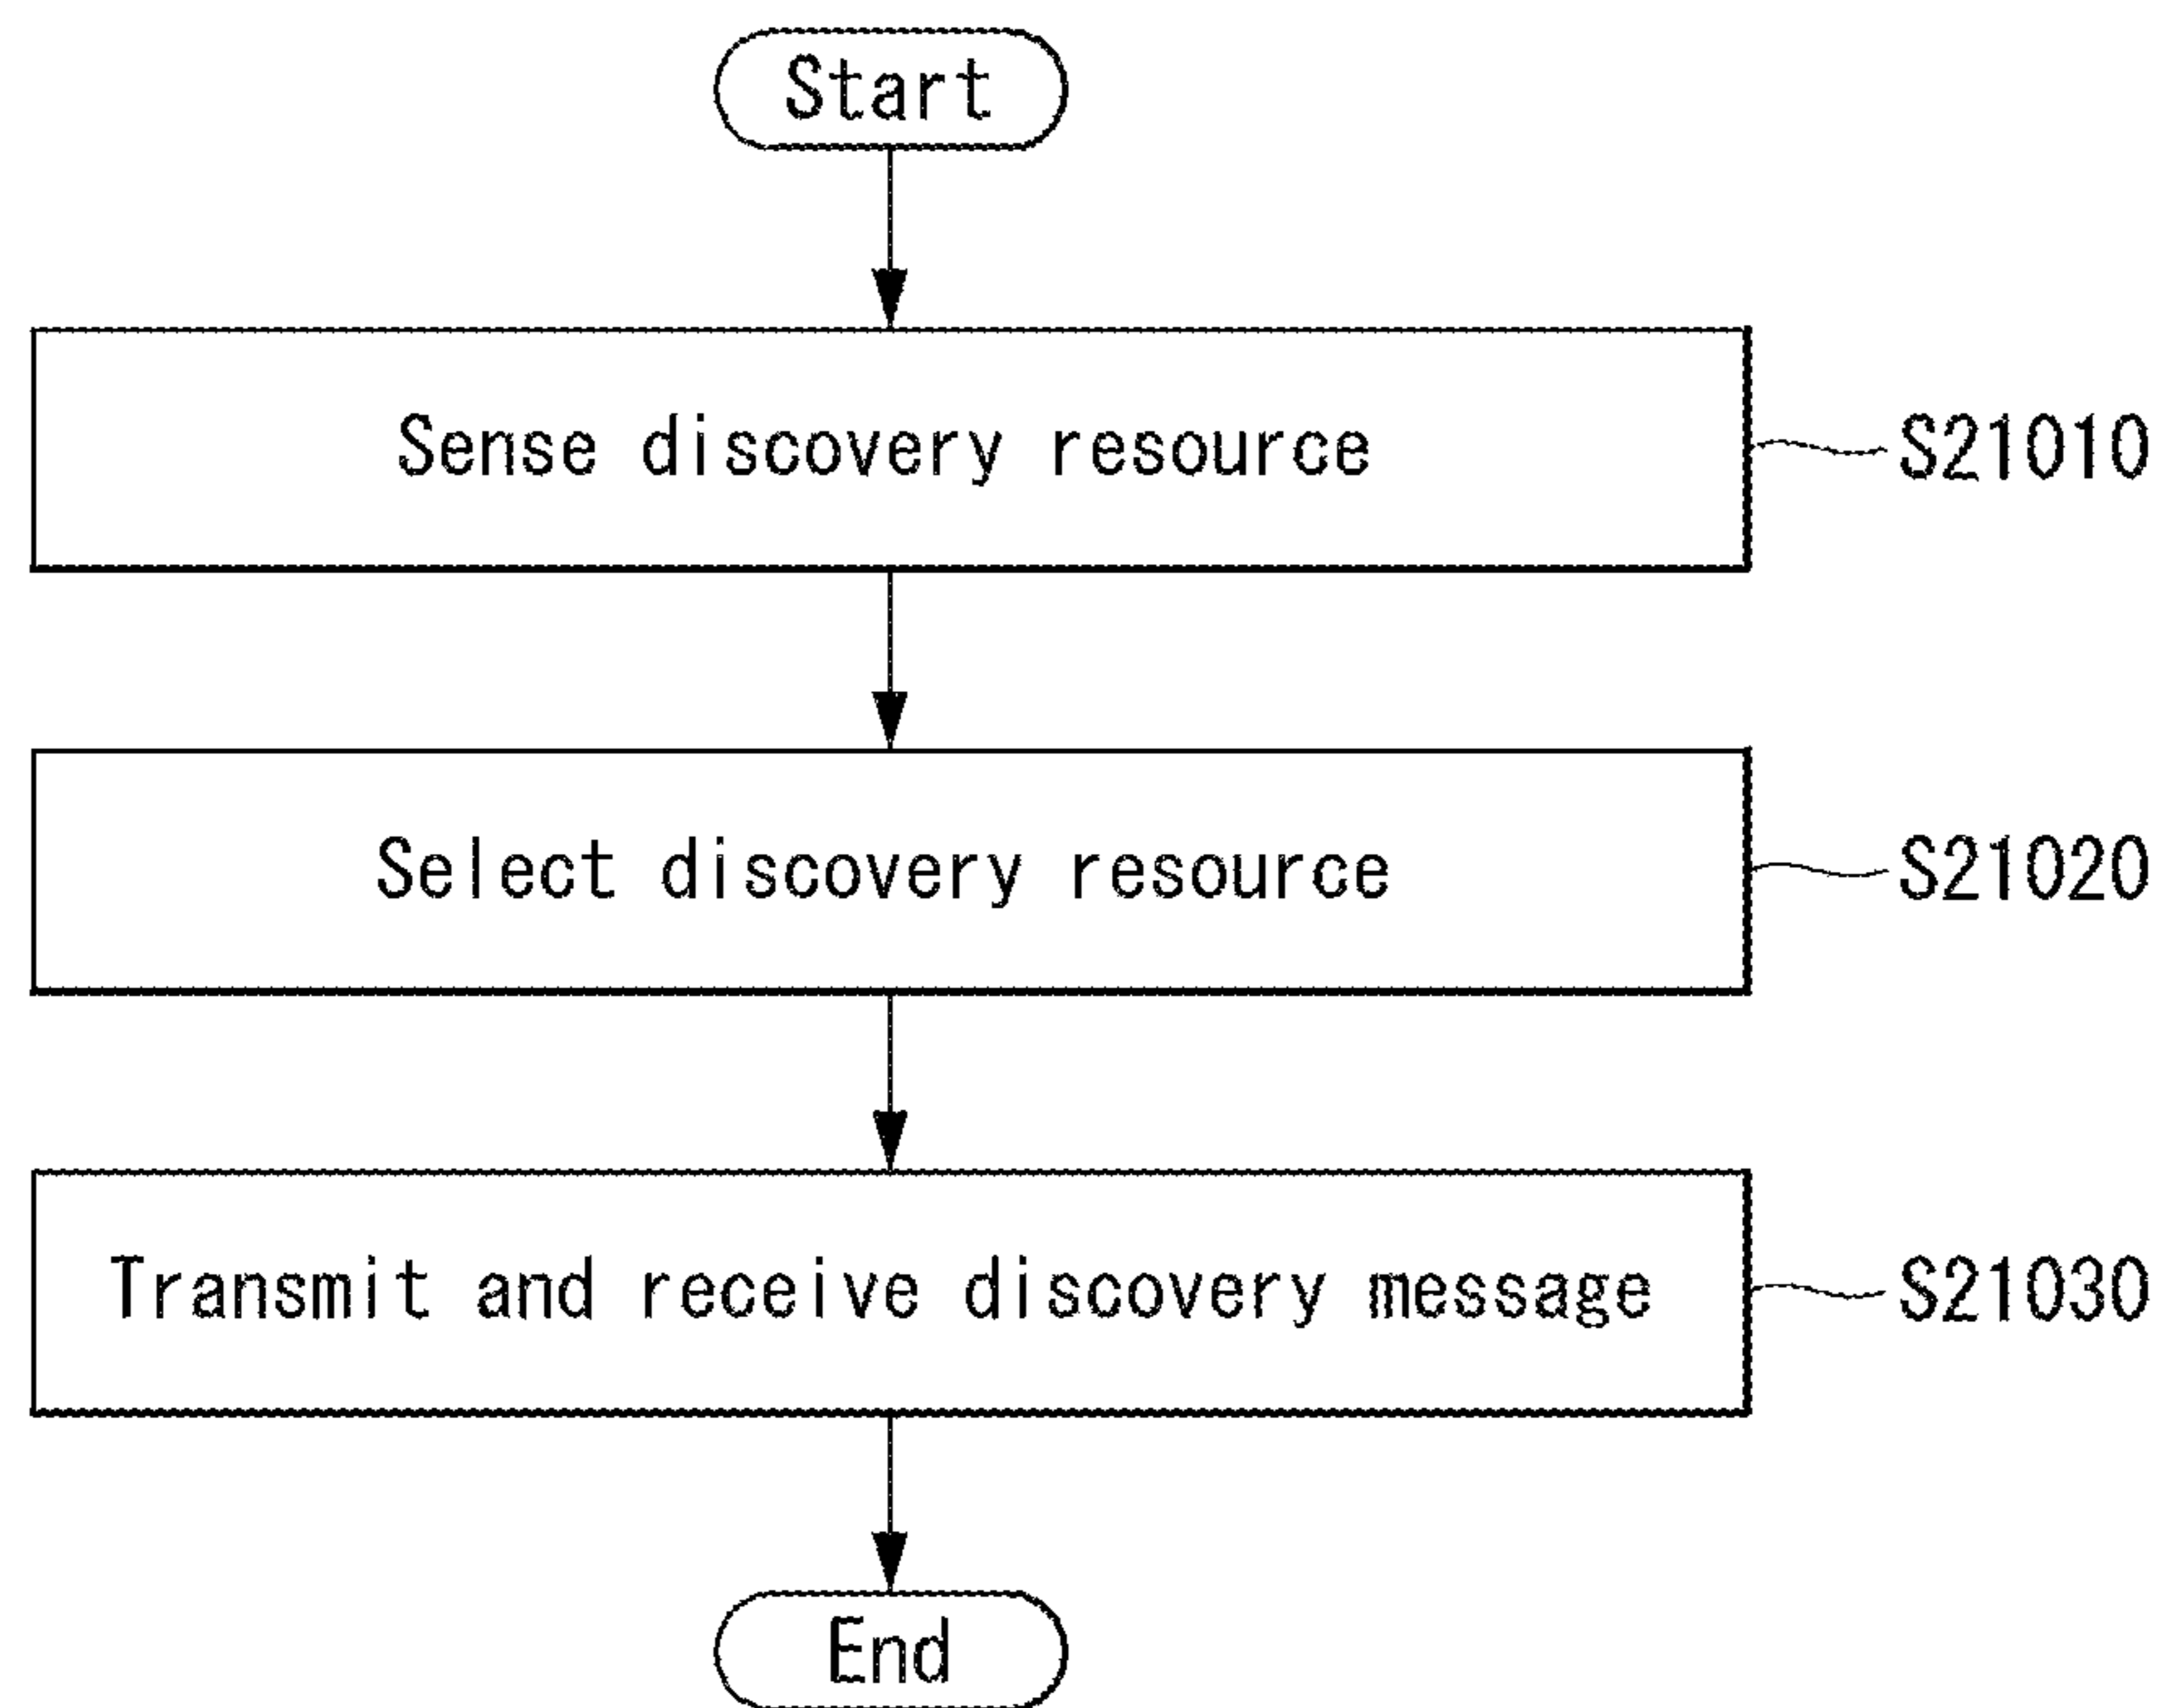 Start
Sense discovery resource
S21010
Select discovery resource
S21020
Transmit and receive discovery message
S21030
End